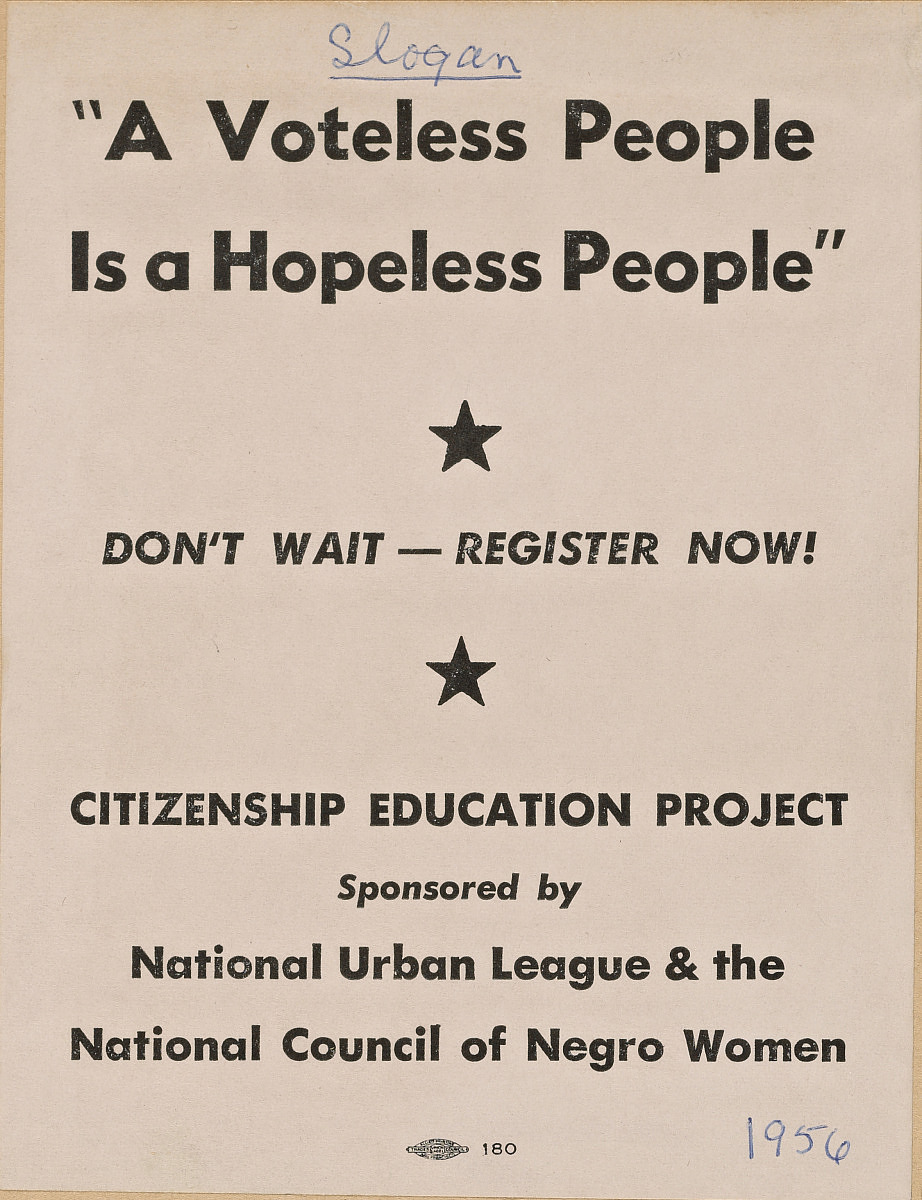 Slogan
"A Voteless People
Is a Hopeless People"
DON'T WAIT — REGISTER NOW!
CITIZENSHIP EDUCATION PROJECT
Sponsored by
National Urban League & the
National Council of Negro Women
180
1956